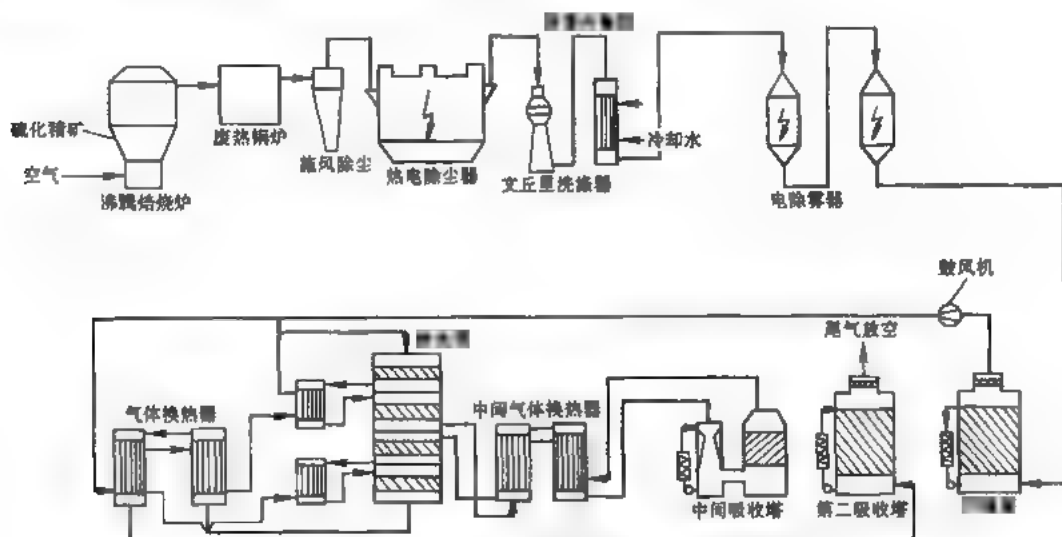 硫化精矿
空气
沸腾焙烧炉
废热锅炉
旋风除尘
热电除尘器
文丘里洗涤器
冷却水
电除雾器
鼓风机
尾气放空
气体换热器
中间气体换热器
中间吸收塔
第二吸收塔